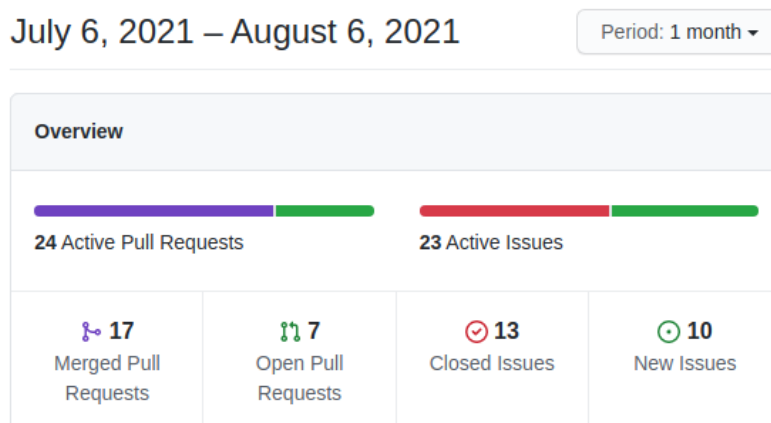 July 6, 2021 – August 6, 2021
Period: 1 month
Overview
24 Active Pull Requests
23 Active Issues
17
Merged Pull
Requests
7
Open Pull
Requests
13
Closed Issues
10
New Issues